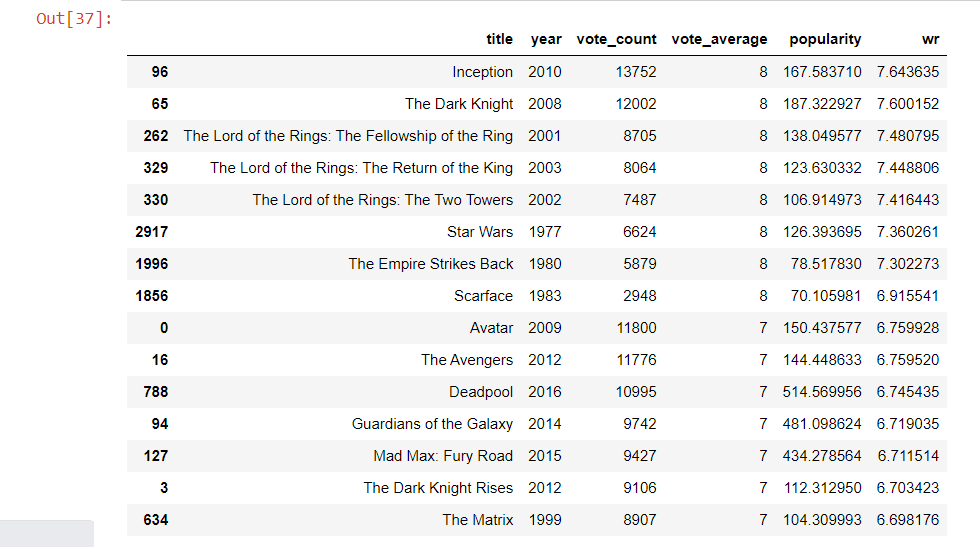 Out[37]:
title year vote_count vote_average popularity wr
96 Inception 2010 13752 8 167.583710 7.643635
65 The Dark Knight 2008 12002 8 187.322927 7.600152
262 The Lord of the Rings: The Fellowship of the Ring 2001 8705 8 138.049577 7.480795
329 The Lord of the Rings: The Return of the King 2003 8064 8 123.630332 7.448806
330 The Lord of the Rings: The Two Towers 2002 7487 8 106.914973 7.416443
2917 Star Wars 1977 6624 8 126.393695 7.360261
1996 The Empire Strikes Back 1980 5879 8 78.517830 7.302273
1856 Scarface 1983 2948 8 70.105981 6.915541
0 Avatar 2009 11800 7 150.437577 6.759928
16 The Avengers 2012 11776 7 144.448633 6.759520
788 Deadpool 2016 10995 7 514.569956 6.745435
94 Guardians of the Galaxy 2014 9742 7 481.098624 6.719035
127 Mad Max: Fury Road 2015 9427 7 434.278564 6.711514
3 The Dark Knight Rises 2012 9106 7 112.312950 6.703423
634 The Matrix 1999 8907 7 104.309993 6.698176